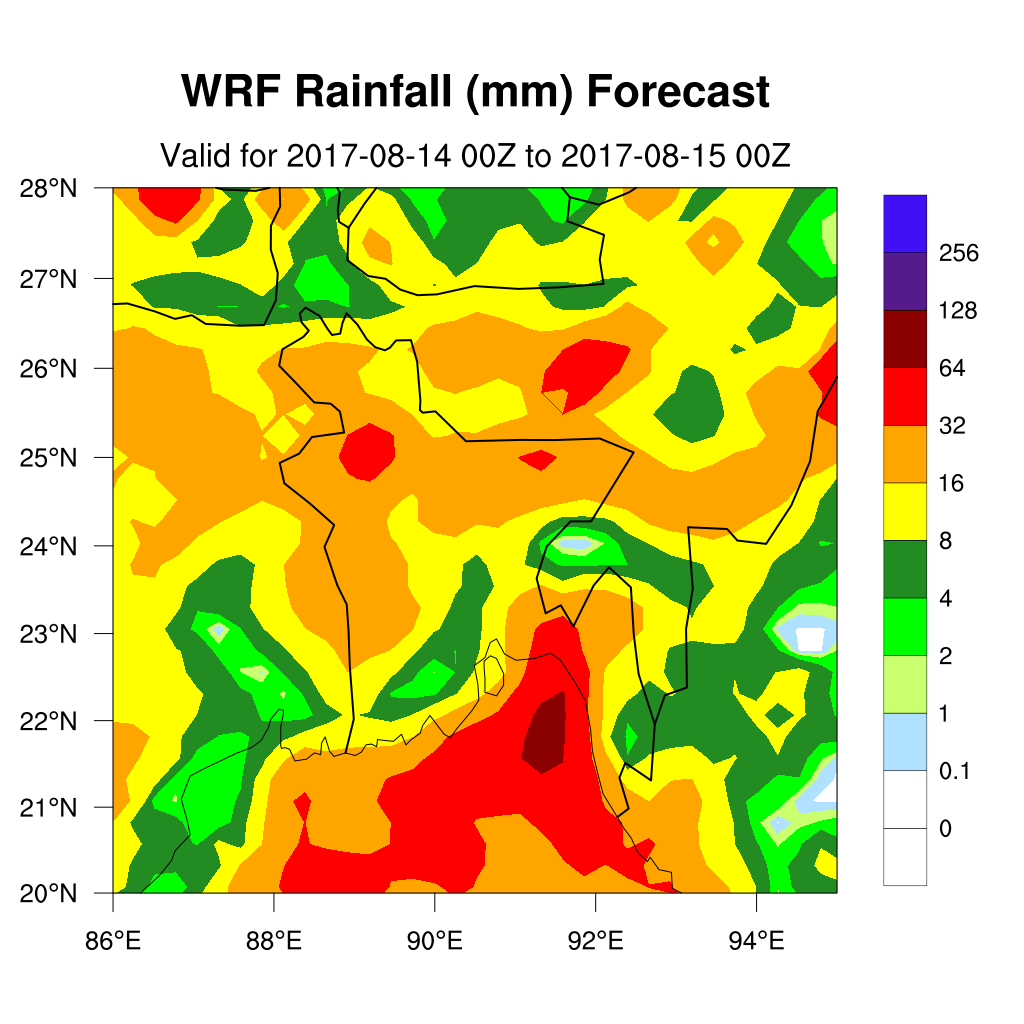 WRF Rainfall (mm) Forecast
Valid for 2017-08-14 00Z to 2017-08-15 00Z
28°N
27°N
26°N
25°N
24°N
23°N
22°N
21°N
20°N
86°E 88°E 90°E 92°E 94°E
256
128
64
32
16
8
4
2
1
0.1
0